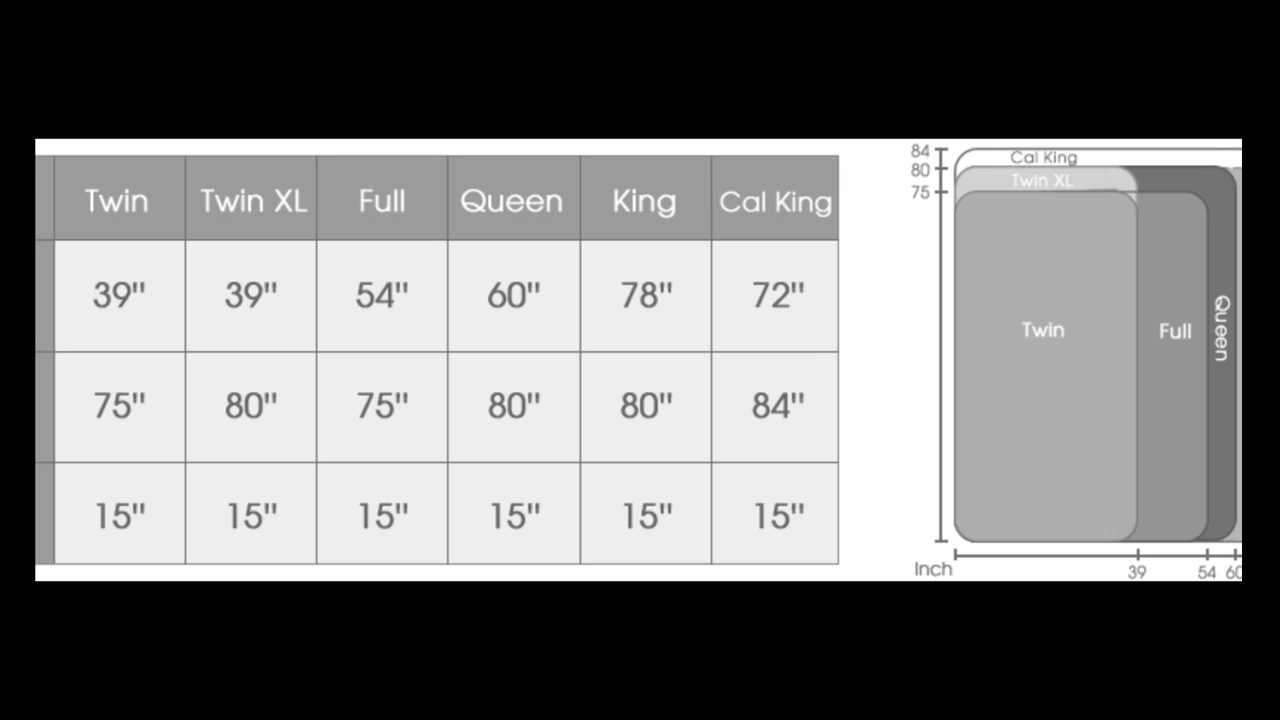 Twin Twin XL Full Queen King Cal King
39" 39" 54" 60" 78" 72"
75" 80" 75" 80" 80" 84"
15" 15" 15" 15" 15" 15"
84
Cal King
80
Twin XL
75
Twin Full Queen
Inch 39 54 60